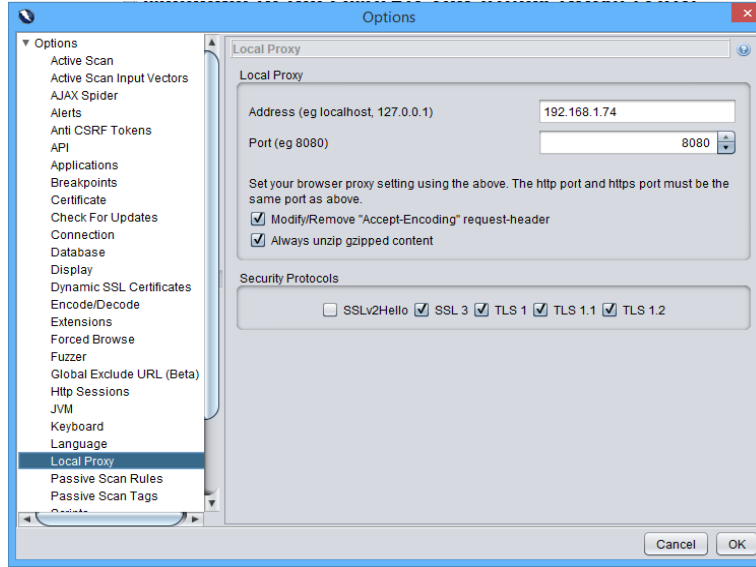 Options
Options
Active Scan
Active Scan Input Vectors
AJAX Spider
Alerts
Anti CSRF Tokens
API
Applications
Breakpoints
Certificate
Check For Updates
Connection
Database
Display
Dynamic SSL Certificates
Encode/Decode
Extensions
Forced Browse
Fuzzer
Global Exclude URL (Beta)
Http Sessions
JVM
Keyboard
Language
Local Proxy
Passive Scan Rules
Passive Scan Tags
Local Proxy
Local Proxy
Address (eg localhost, 127.0.0.1) 192.168.1.74
Port (eg 8080) 8080
Set your browser proxy setting using the above. The http port and https port must be the
same port as above.
Modify/Remove "Accept-Encoding" request-header
Always unzip gzipped content
Security Protocols
SSLv2Hello SSL 3 TLS 1 TLS 1.1 TLS 1.2
Cancel OK